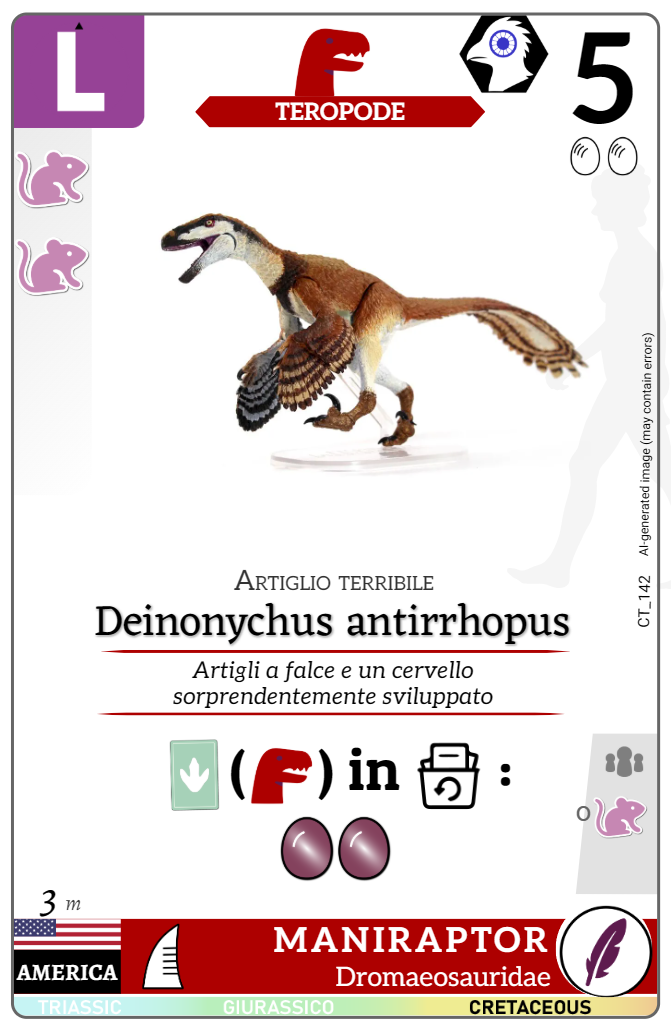 L
TEROPODE
5
AI-generated image (may contain errors)
CT_142
Artiglio terribile
Deinonychus antirrhopus
Artigli a falce e un cervello
sorprendentemente sviluppato
( ) in :
o
3 m
AMERICA
MANIRAPTOR
Dromaeosauridae
TRIASSIC GIURASSICO CRETACEOUS